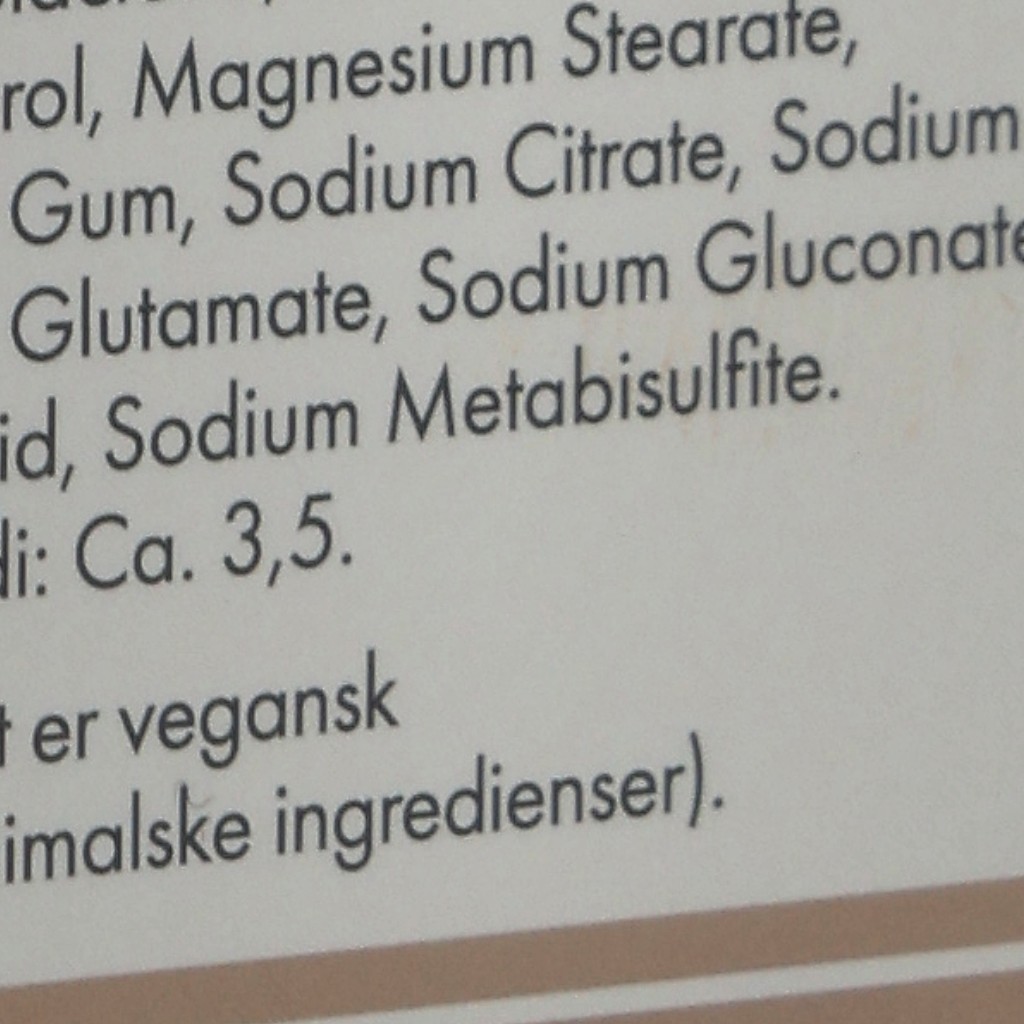 rol, Magnesium Stearate,
Gum, Sodium Citrate, Sodium
Glutamate, Sodium Gluconate
id, Sodium Metabisulfite.
di: Ca. 3,5.
t er vegansk
imalske ingredienser).